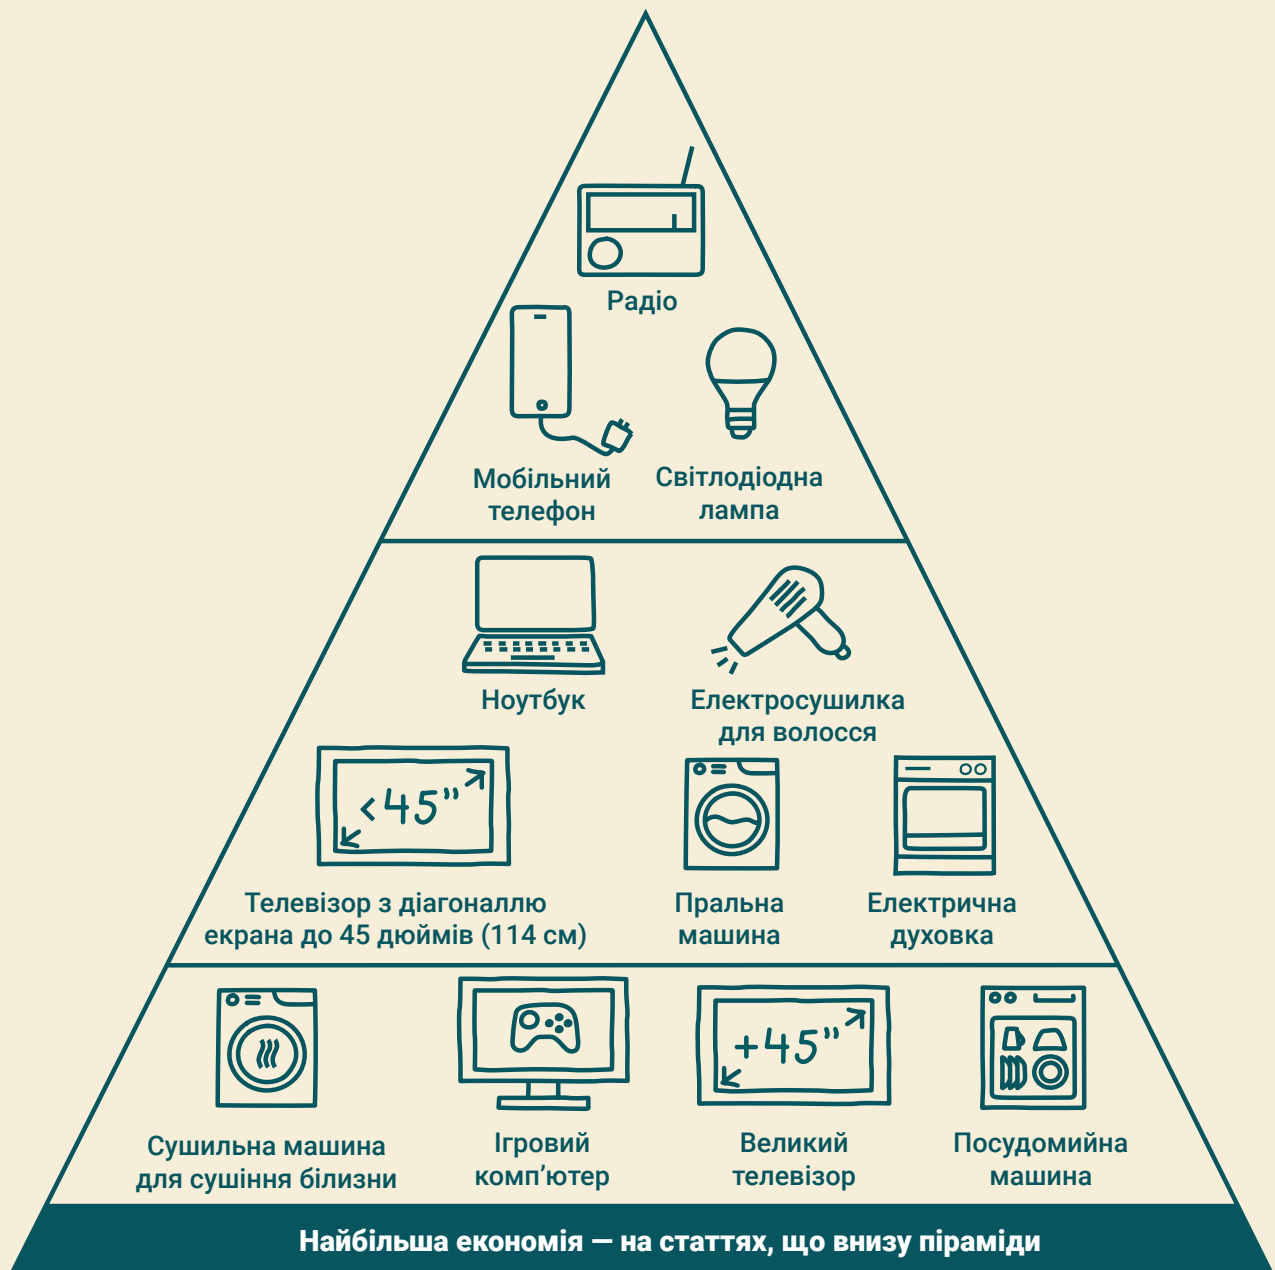 Радіо
Мобільний
телефон
Світлодіодна
лампа
Ноутбук
Електросушилка
для волосся
<45"
Телевізор з діагоналлю
екрана до 45 дюймів (114 см)
Пральна
машина
Електрична
духовка
Сушильна машина
для сушіння білизни
Ігровий
комп’ютер
+45"
Великий
телевізор
Посудомийна
машина
Найбільша економія — на статтях, що внизу піраміди